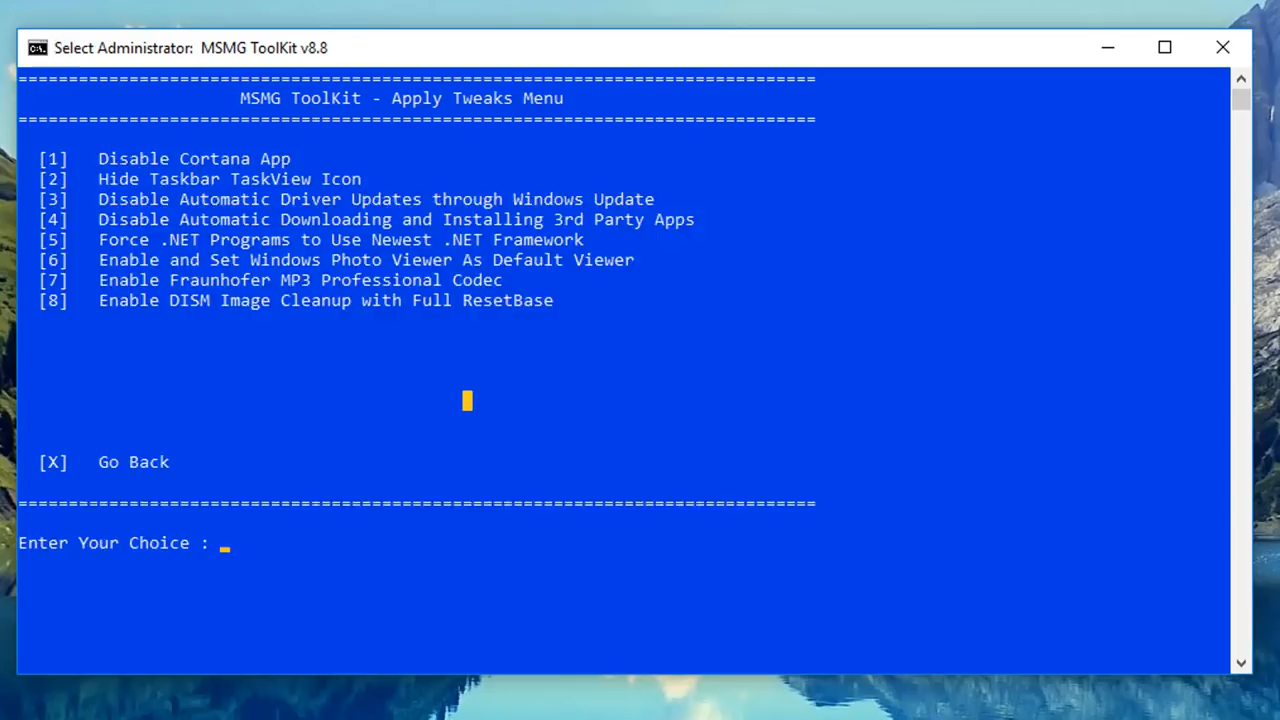 Select Administrator:  MSMG ToolKit v8.8
===============================================================================
MSMG ToolKit - Apply Tweaks Menu
===============================================================================
[1]   Disable Cortana App
[2]   Hide Taskbar TaskView Icon
[3]   Disable Automatic Driver Updates through Windows Update
[4]   Disable Automatic Downloading and Installing 3rd Party Apps
[5]   Force .NET Programs to Use Newest .NET Framework
[6]   Enable and Set Windows Photo Viewer As Default Viewer
[7]   Enable Fraunhofer MP3 Professional Codec
[8]   Enable DISM Image Cleanup with Full ResetBase
[X]   Go Back
===============================================================================
Enter Your Choice : _